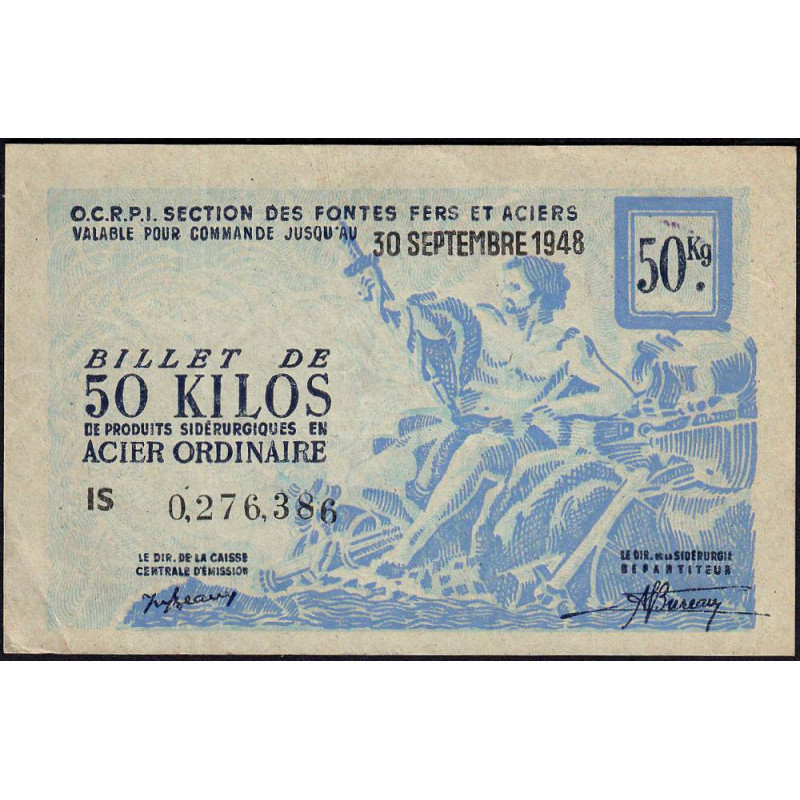 O.C.R.P.I. SECTION DES FONTES FERS ET ACIERS
VALABLE POUR COMMANDE JUSQU'AU 30 SEPTEMBRE 1948
50 Kg.
BILLET DE
50 KILOS
DE PRODUITS SIDÉRURGIQUES EN
ACIER ORDINAIRE
IS 0,276,386
LE DIR. DE LA CAISSE
CENTRALE D'ÉMISSION
LE DIR. DE LA SIDÉRURGIE
RÉPARTITEUR